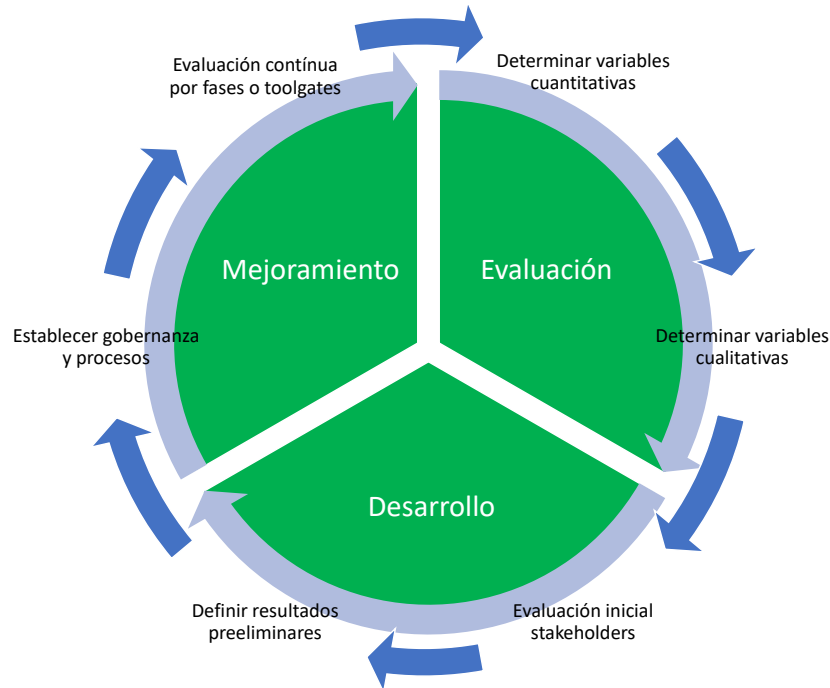 Evaluación contínua
por fases o toolgates
Determinar variables
cuantitativas
Mejoramiento
Evaluación
Establecer gobernanza
y procesos
Determinar variables
cualitativas
Desarrollo
Definir resultados
preeliminares
Evaluación inicial
stakeholders